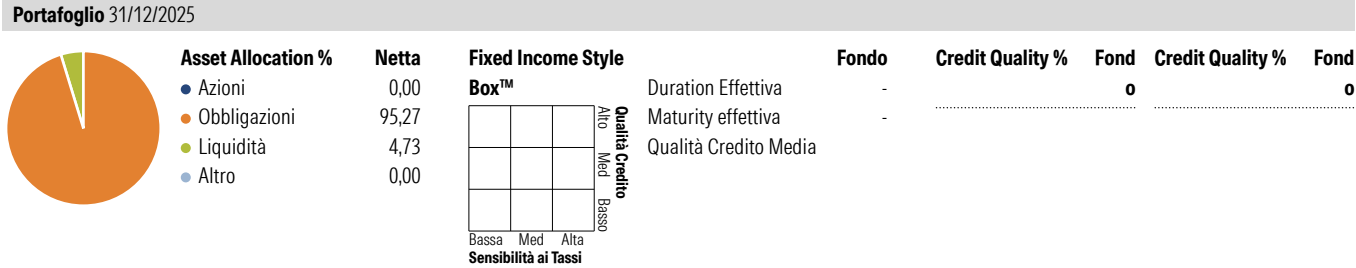 Portafoglio 31/12/2025
Asset Allocation % Netta
Azioni 0,00
Obbligazioni 95,27
Liquidità 4,73
Altro 0,00
Fixed Income Style
Box™
Alto Med Basso
Qualità Credito
Bassa Med Alta
Sensibilità ai Tassi
Fondo
Duration Effettiva -
Maturity effettiva -
Qualità Credito Media
Credit Quality % Fond
o
Credit Quality % Fond
o